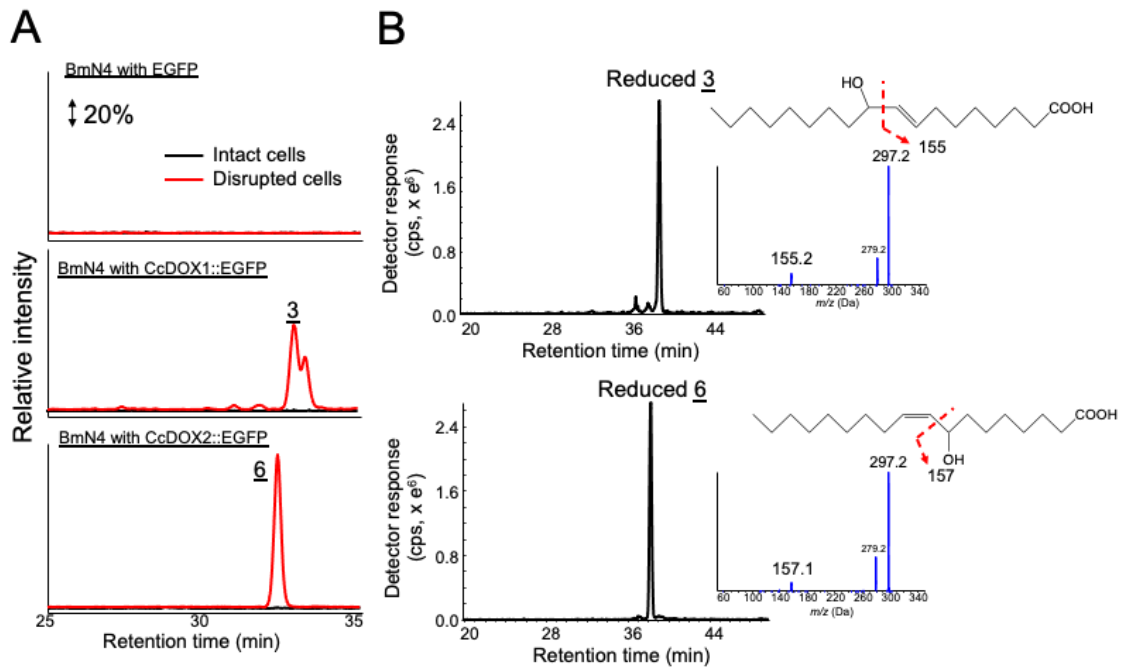 A
BmN4 with EGFP
20%
Intact cells
Disrupted cells
BmN4 with CcDOX1::EGFP
3
BmN4 with CcDOX2::EGFP
6
Relative intensity
25
30
35
Retention time (min)
B
Reduced 3
Detector response
(cps, x e⁶)
2.4
1.6
0.8
0.0
20
28
36
44
Retention time (min)
HO
COOH
155
297.2
279.2
155.2
60 100 140 180 220 260 300 340
m/z (Da)
Reduced 6
Detector response
(cps, x e⁶)
2.4
1.6
0.8
0.0
20
28
36
44
Retention time (min)
COOH
OH
157
297.2
279.2
157.1
60 100 140 180 220 260 300 340
m/z (Da)